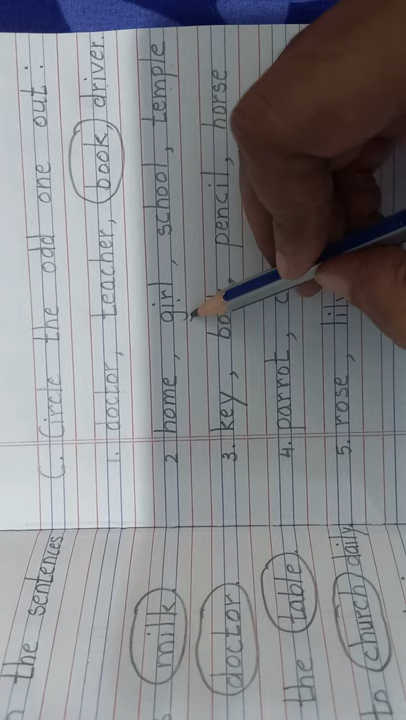 the sentences
milk
doctor
the table
to church daily
C. Circle the odd one out:
1. doctor, teacher, book, driver.
2 home, girl, school, temple
3. key, pencil, horse
4. parrot,
5. rose,